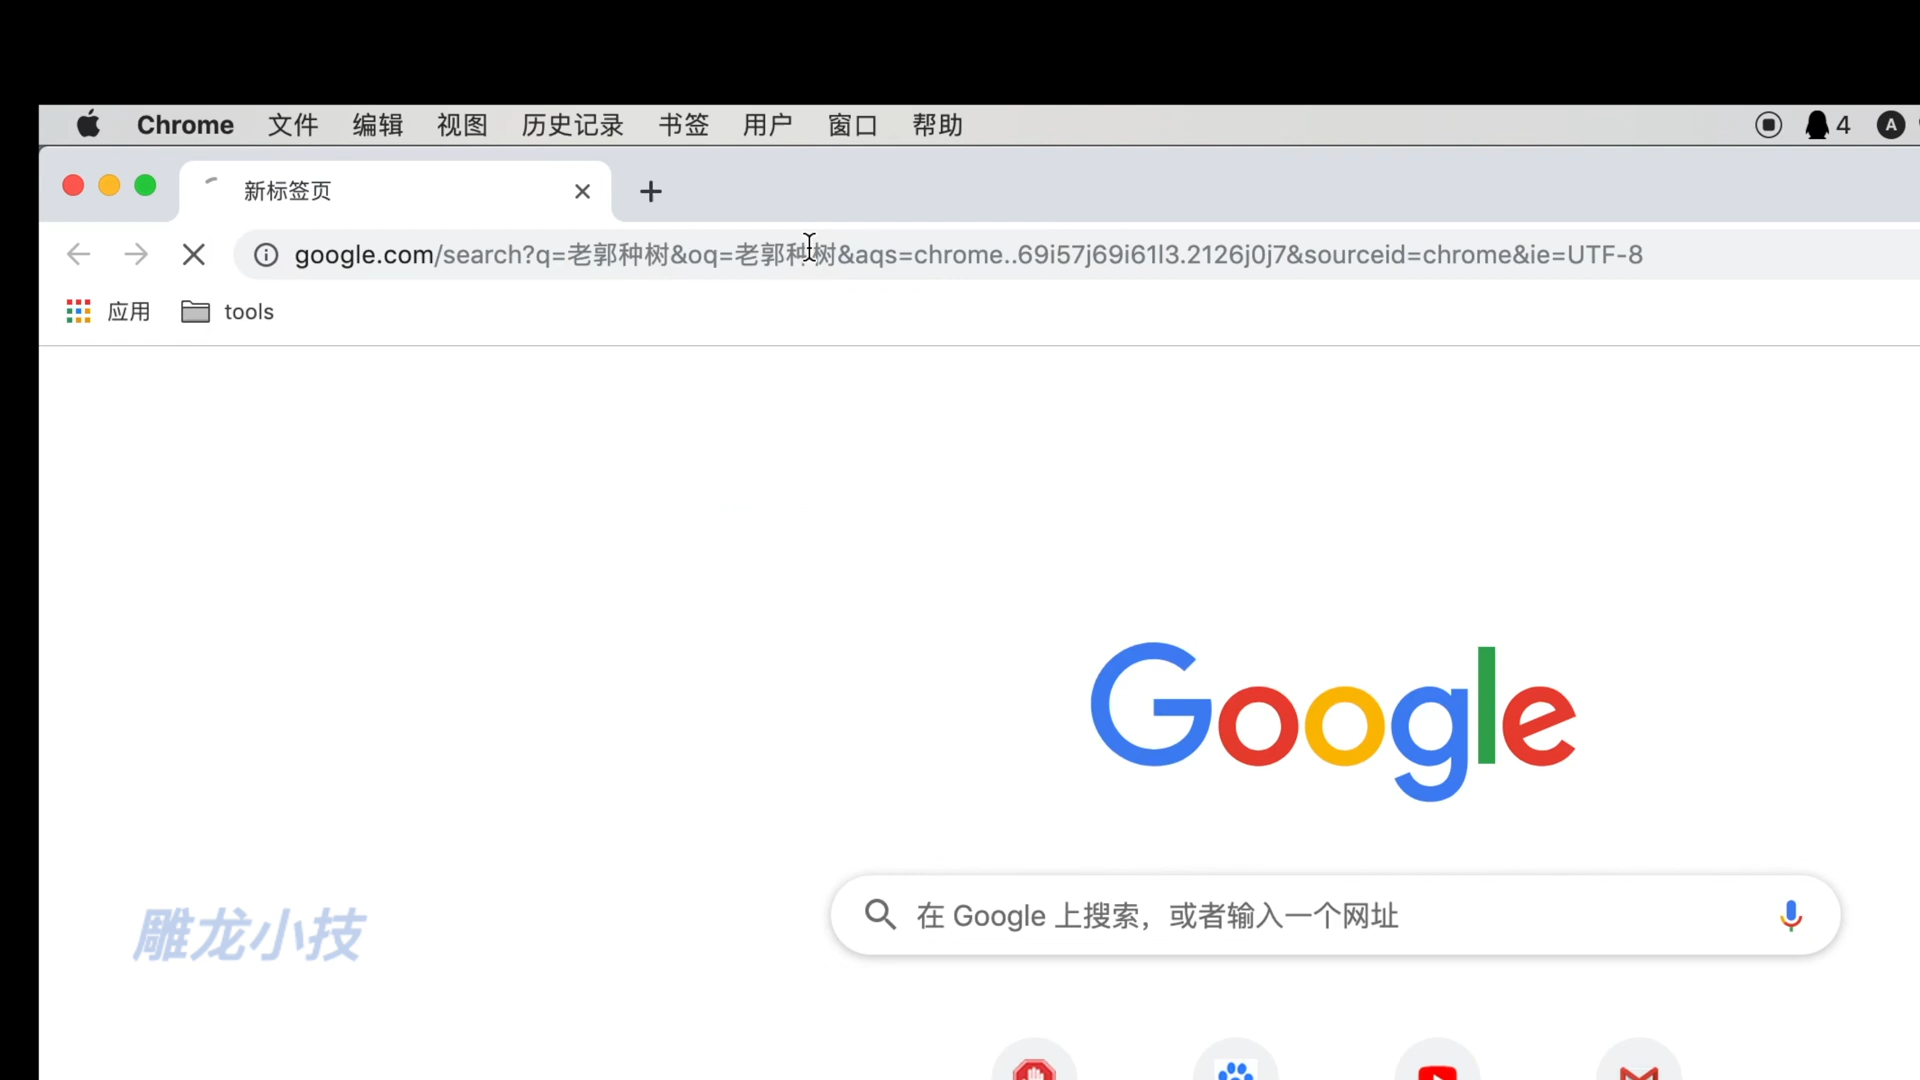 Chrome 文件 编辑 视图 历史记录 书签 用户 窗口 帮助 4 A
新标签页
google.com/search?q=老郭种树&oq=老郭种树&aqs=chrome..69i57j69i61l3.2126j0j7&sourceid=chrome&ie=UTF-8
应用 tools
Google
在 Google 上搜索，或者输入一个网址
雕龙小技